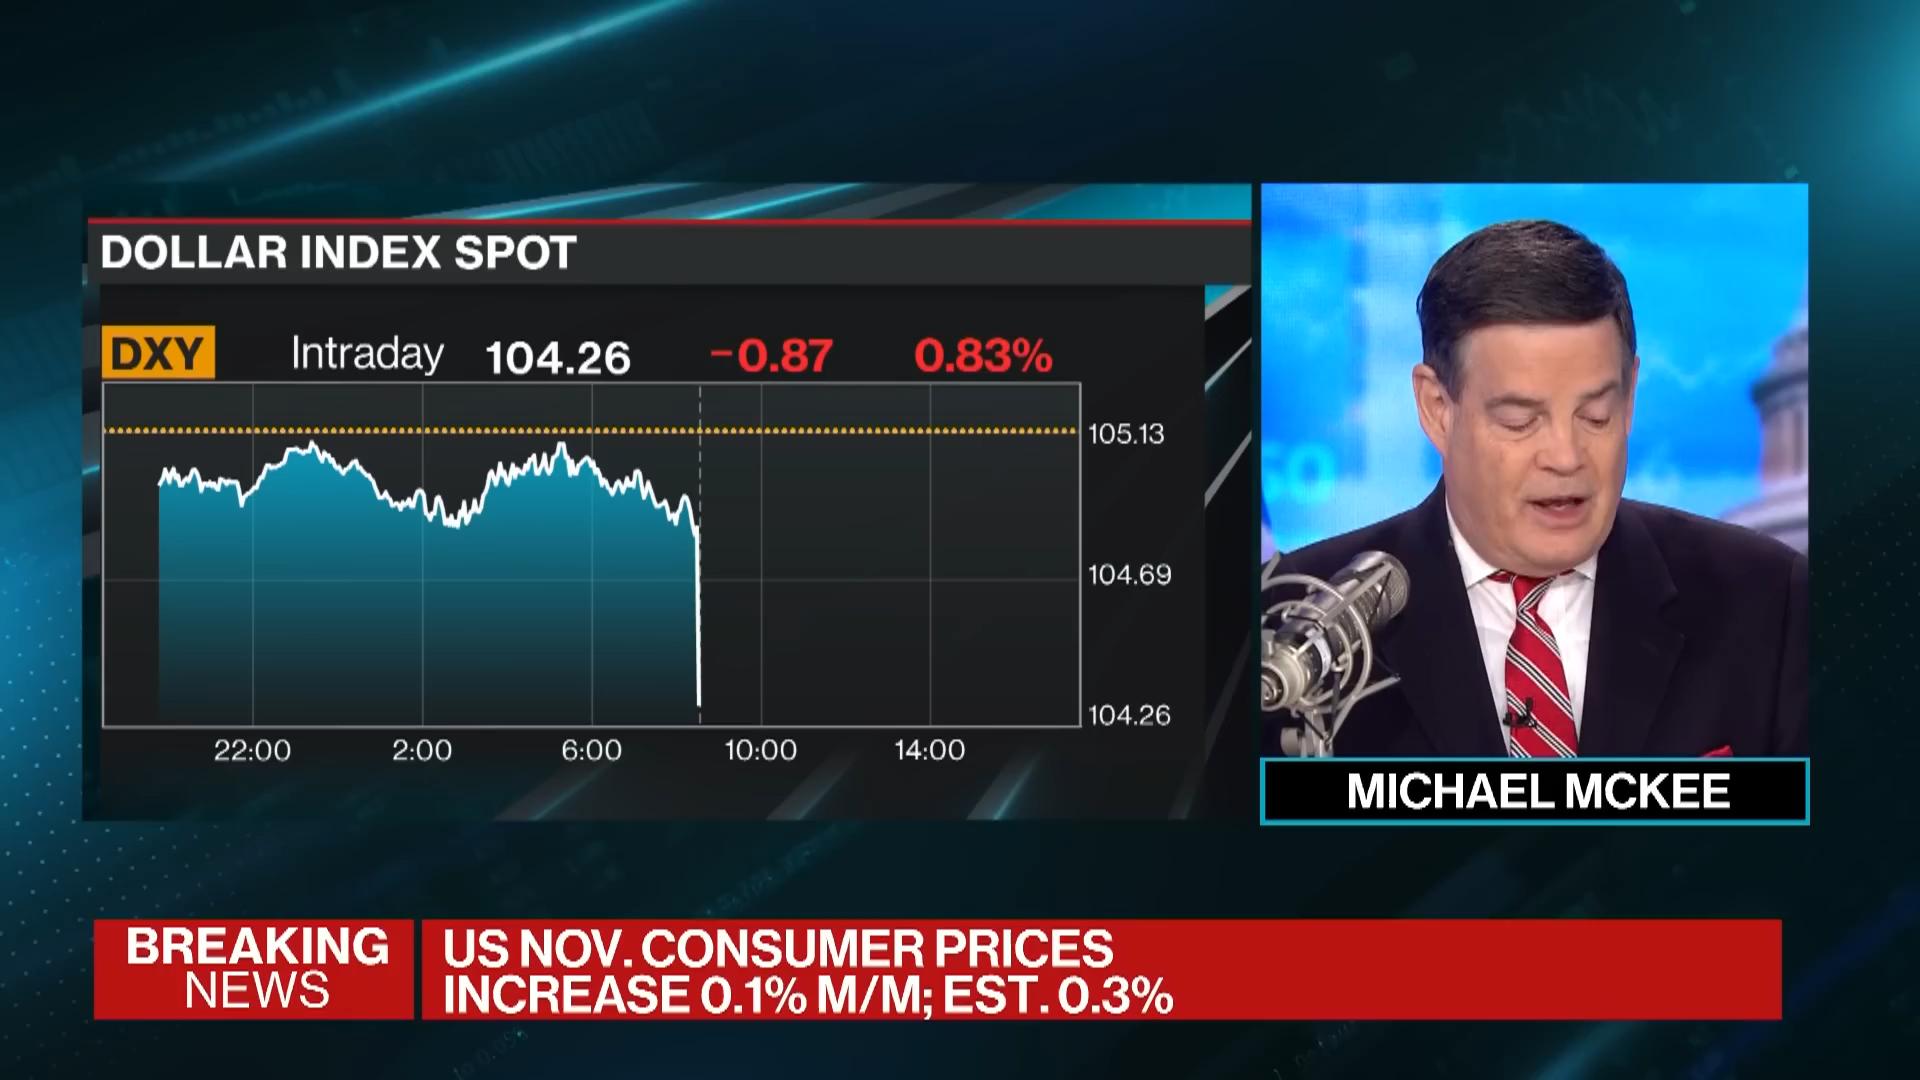 DOLLAR INDEX SPOT
DXY Intraday 104.26 -0.87 0.83%
105.13
104.69
104.26
22:00 2:00 6:00 10:00 14:00
MICHAEL MCKEE
BREAKING
NEWS
US NOV. CONSUMER PRICES
INCREASE 0.1% M/M; EST. 0.3%